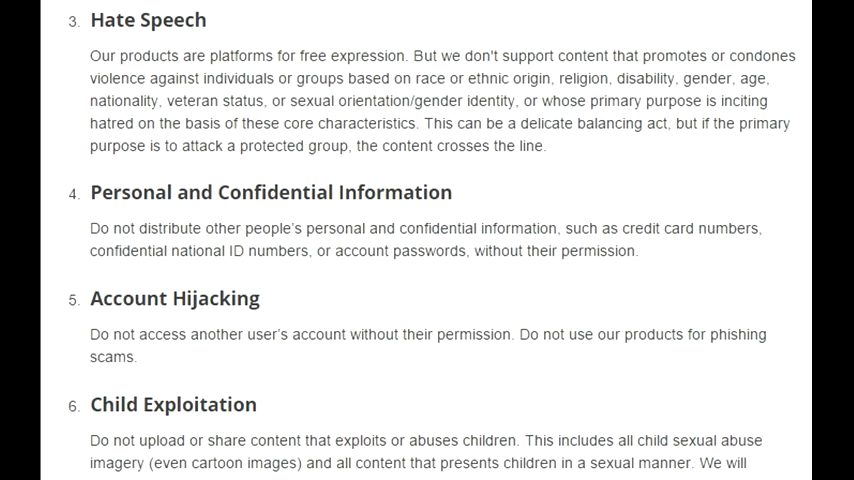 3. Hate Speech
Our products are platforms for free expression. But we don't support content that promotes or condones
violence against individuals or groups based on race or ethnic origin, religion, disability, gender, age,
nationality, veteran status, or sexual orientation/gender identity, or whose primary purpose is inciting
hatred on the basis of these core characteristics. This can be a delicate balancing act, but if the primary
purpose is to attack a protected group, the content crosses the line.
4. Personal and Confidential Information
Do not distribute other people's personal and confidential information, such as credit card numbers,
confidential national ID numbers, or account passwords, without their permission.
5. Account Hijacking
Do not access another user's account without their permission. Do not use our products for phishing
scams.
6. Child Exploitation
Do not upload or share content that exploits or abuses children. This includes all child sexual abuse
imagery (even cartoon images) and all content that presents children in a sexual manner. We will